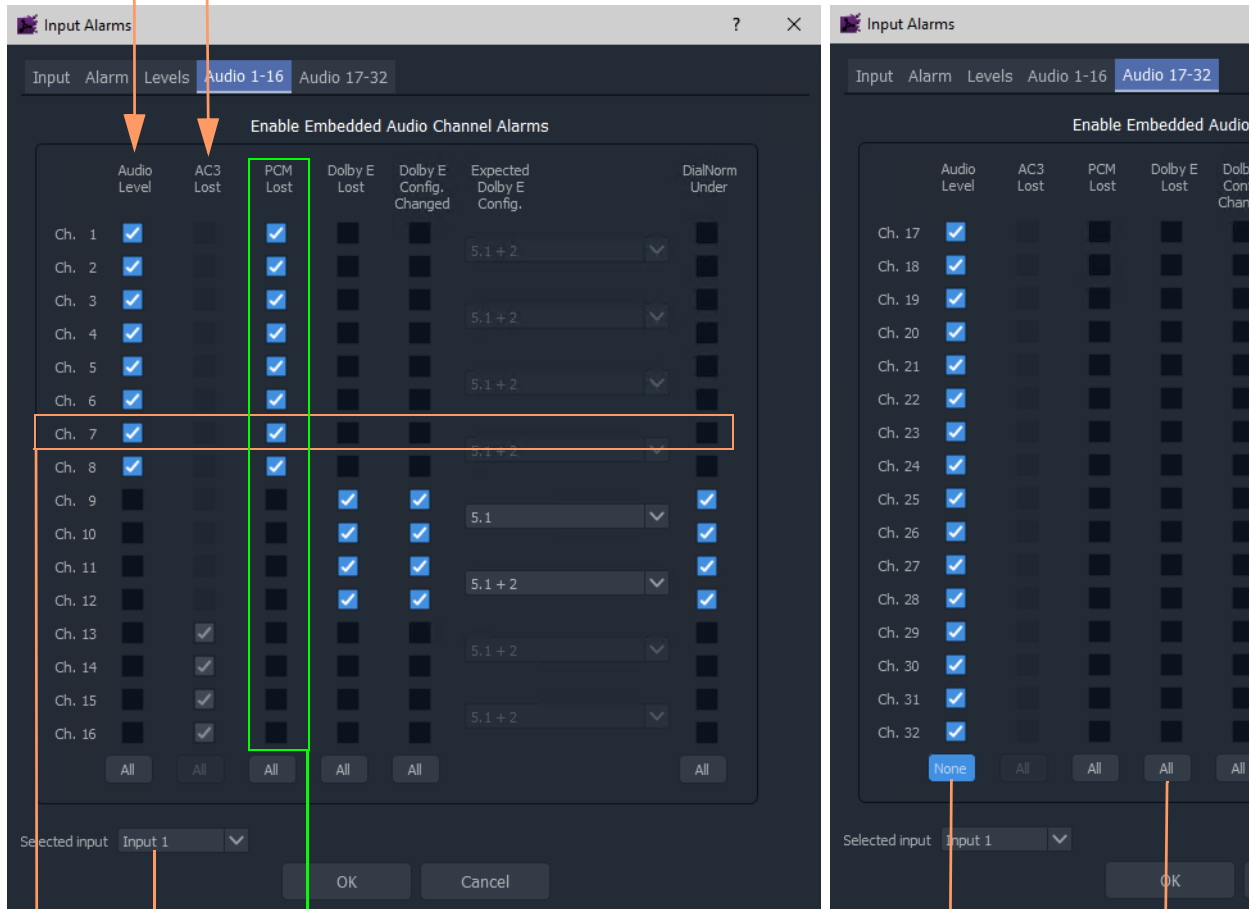 Input Alarms ?
Input Alarm Levels Audio 1-16 Audio 17-32
Enable Embedded Audio Channel Alarms
Audio Level AC3 Lost PCM Lost Dolby E Lost Dolby E Config. Changed Expected Dolby E Config. DialNorm Under
Ch. 1
5.1 + 2
Ch. 2
Ch. 3
5.1 + 2
Ch. 4
Ch. 5
5.1 + 2
Ch. 6
Ch. 7
5.1 + 2
Ch. 8
Ch. 9
5.1
Ch. 10
Ch. 11
5.1 + 2
Ch. 12
Ch. 13
5.1 + 2
Ch. 14
Ch. 15
5.1 + 2
Ch. 16
All All All All All All
Selected input Input 1
OK Cancel
Input Alarms
Input Alarm Levels Audio 1-16 Audio 17-32
Enable Embedded Audio
Audio Level AC3 Lost PCM Lost Dolby E Lost Dolb Con Chan
Ch. 17
Ch. 18
Ch. 19
Ch. 20
Ch. 21
Ch. 22
Ch. 23
Ch. 24
Ch. 25
Ch. 26
Ch. 27
Ch. 28
Ch. 29
Ch. 30
Ch. 31
Ch. 32
None All All All All
Selected input Input 1
OK